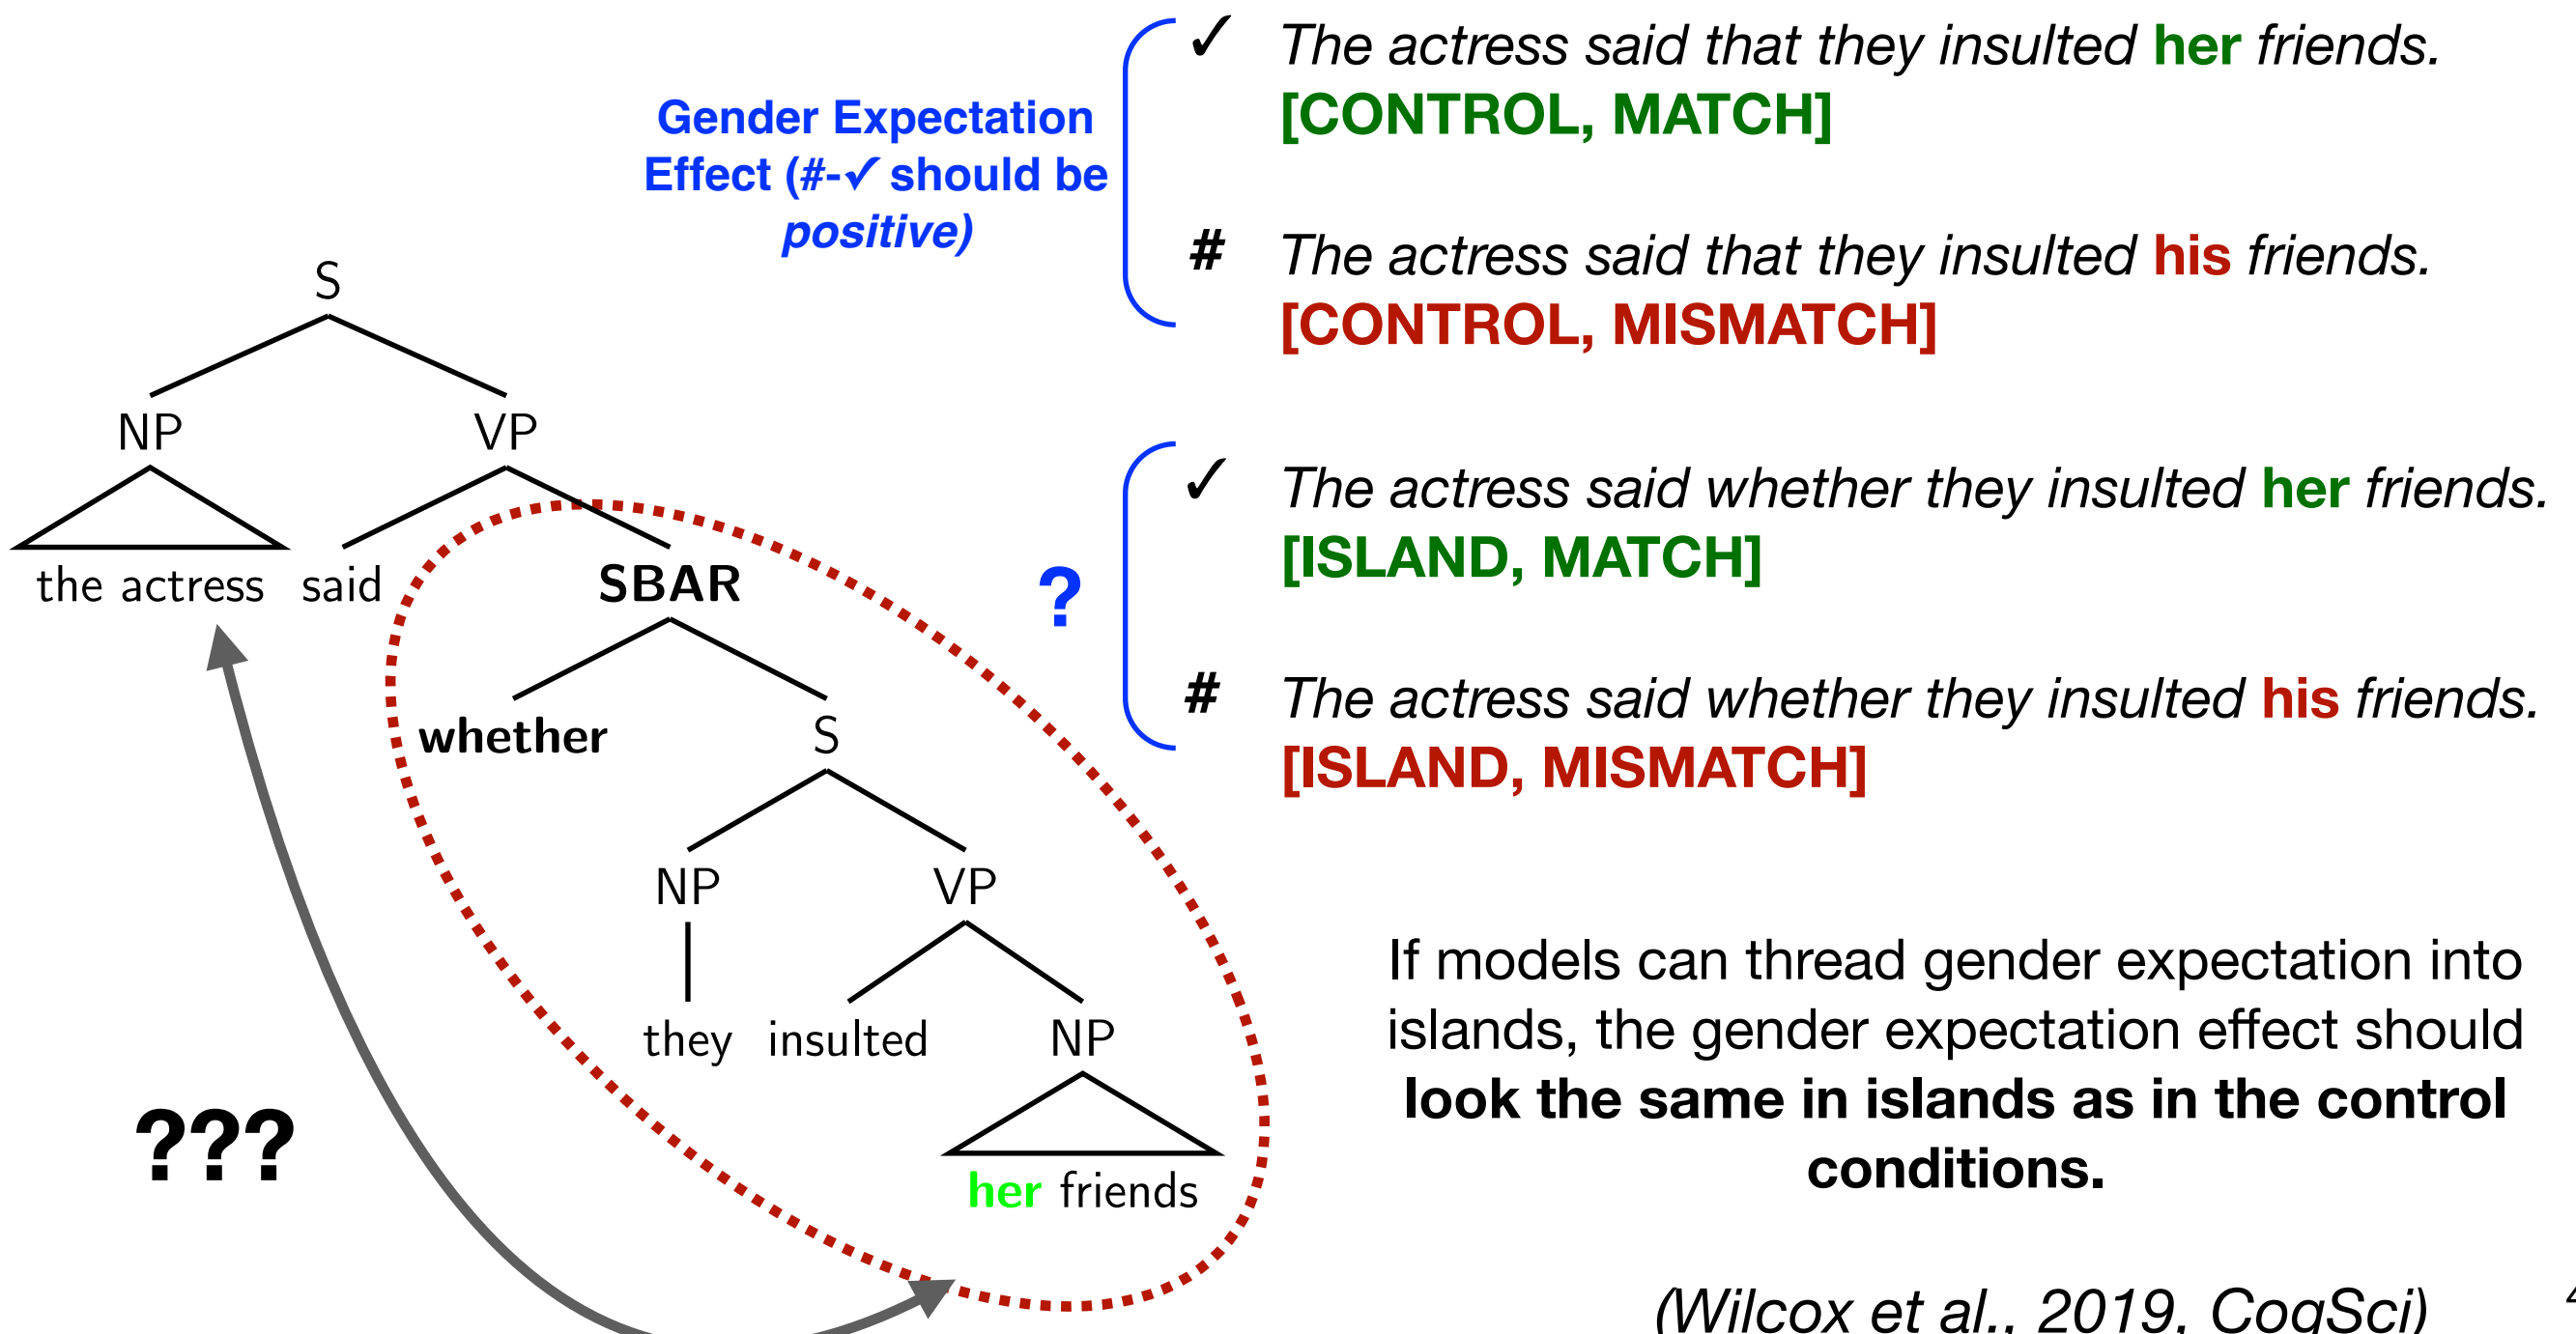 ✓ The actress said that they insulted her friends.
[CONTROL, MATCH]
Gender Expectation
Effect (#-✓ should be
positive)
# The actress said that they insulted his friends.
[CONTROL, MISMATCH]
✓ The actress said whether they insulted her friends.
[ISLAND, MATCH]
?
# The actress said whether they insulted his friends.
[ISLAND, MISMATCH]
S
NP VP
the actress said SBAR
whether S
NP VP
they insulted NP
her friends
???
If models can thread gender expectation into
islands, the gender expectation effect should
look the same in islands as in the control
conditions.
(Wilcox et al., 2019, CogSci)